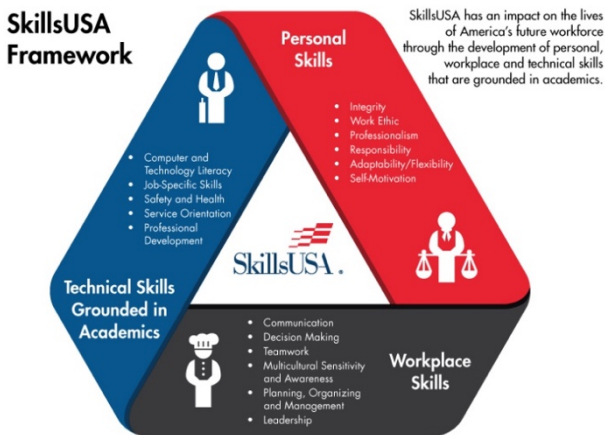 SkillsUSA
Framework
SkillsUSA has an impact on the lives
of America's future workforce
through the development of personal,
workplace and technical skills
that are grounded in academics.
Personal
Skills
• Integrity
• Work Ethic
• Professionalism
• Responsibility
• Adaptability/Flexibility
• Self-Motivation
• Computer and
Technology Literacy
• Job-Specific Skills
• Safety and Health
• Service Orientation
• Professional
Development
Technical Skills
Grounded in
Academics
SkillsUSA®
• Communication
• Decision Making
• Teamwork
• Multicultural Sensitivity
and Awareness
• Planning, Organizing
and Management
• Leadership
Workplace
Skills